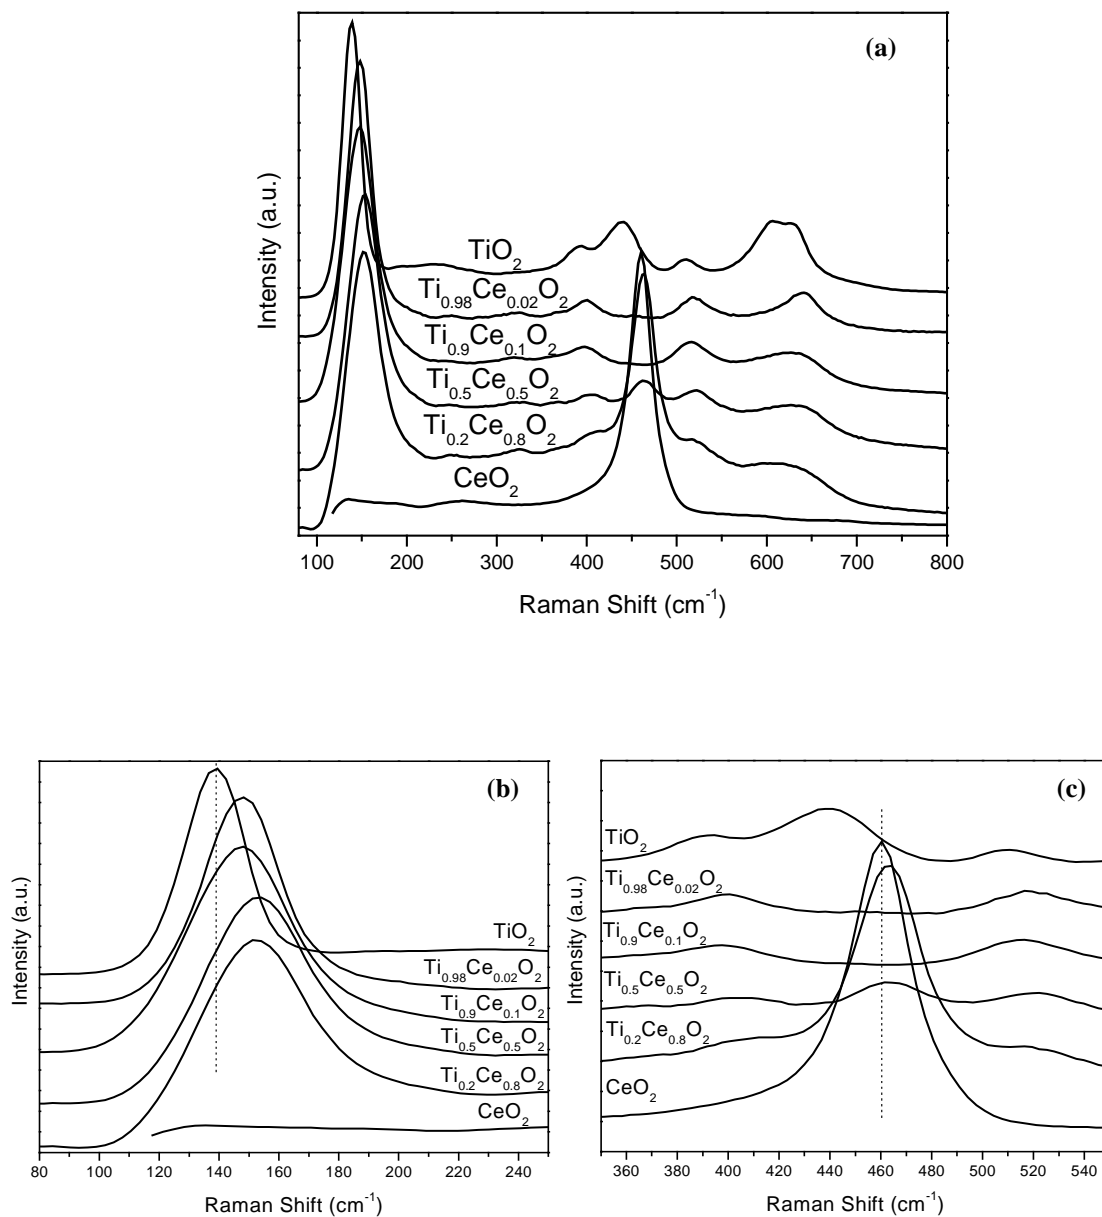 (a)
Intensity (a.u.)
TiO2
Ti0.98Ce0.02O2
Ti0.9Ce0.1O2
Ti0.5Ce0.5O2
Ti0.2Ce0.8O2
CeO2
100 200 300 400 500 600 700 800
Raman Shift (cm-1)
(b)
Intensity (a.u.)
TiO2
Ti0.98Ce0.02O2
Ti0.9Ce0.1O2
Ti0.5Ce0.5O2
Ti0.2Ce0.8O2
CeO2
80 100 120 140 160 180 200 220 240
Raman Shift (cm-1)
(c)
Intensity (a.u.)
TiO2
Ti0.98Ce0.02O2
Ti0.9Ce0.1O2
Ti0.5Ce0.5O2
Ti0.2Ce0.8O2
CeO2
360 380 400 420 440 460 480 500 520 540
Raman Shift (cm-1)